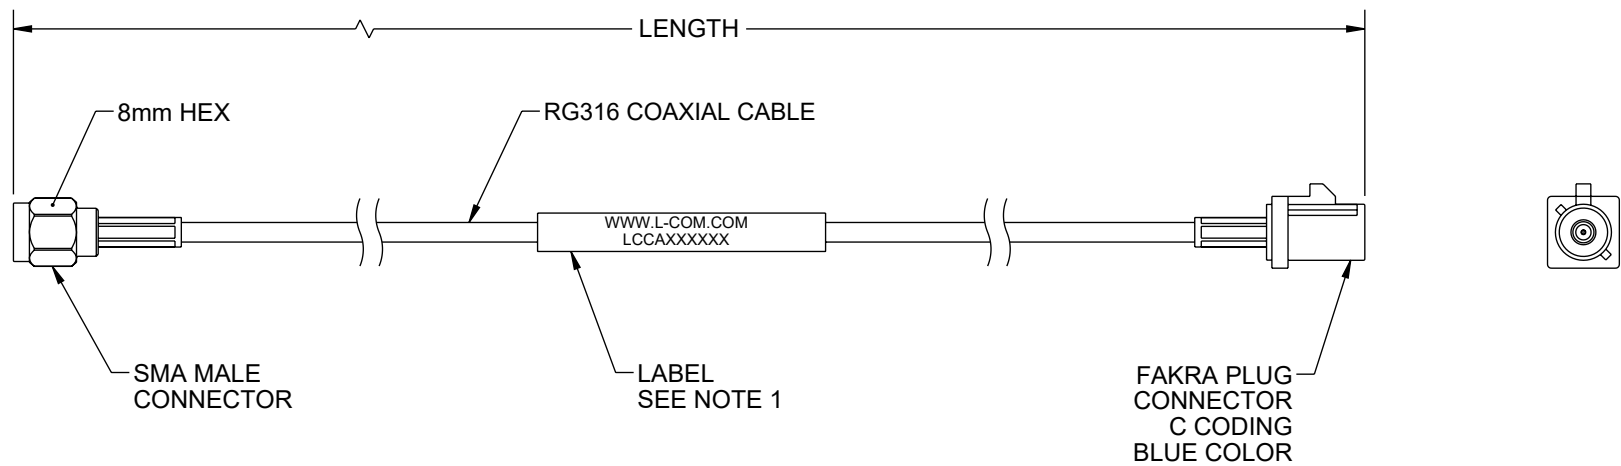 LENGTH
8mm HEX
RG316 COAXIAL CABLE
WWW.L-COM.COM
LCCAXXXXXX
SMA MALE
CONNECTOR
LABEL
SEE NOTE 1
FAKRA PLUG
CONNECTOR
C CODING
BLUE COLOR